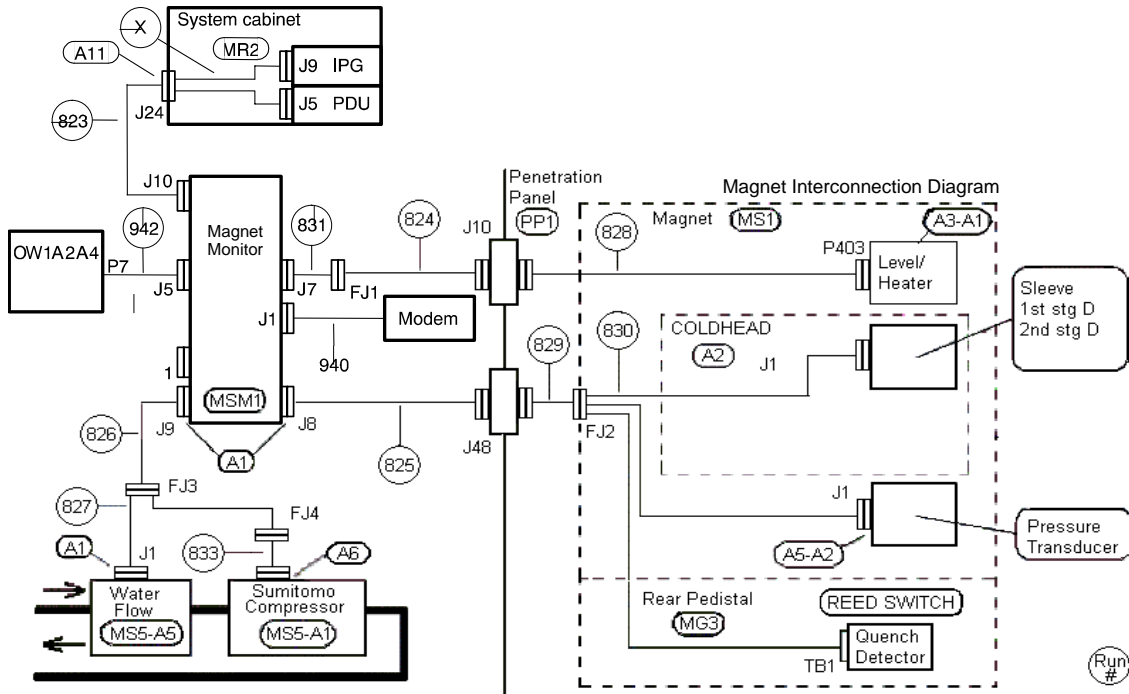 System cabinet
X
MR2
A11
J9 IPG
J5 PDU
J24
823
J10
Penetration
Panel
PP1
Magnet Interconnection Diagram
Magnet MS1
A3-A1
942
831
824
J10
828
P403
Magnet
Monitor
OW1A2A4
P7
J5
J7
FJ1
Level/
Heater
Sleeve
1st stg D
2nd stg D
J1
Modem
829
830
COLDHEAD
A2
J1
940
1
MSM1
826
J9
J8
J48
FJ2
A1
825
FJ3
827
J1
FJ4
A5-A2
Pressure
Transducer
A1
J1
833
A6
Water
Flow
MS5-A5
Sumitomo
Compressor
MS5-A1
Rear Pedistal
MG3
REED SWITCH
Quench
Detector
TB1
Run
#